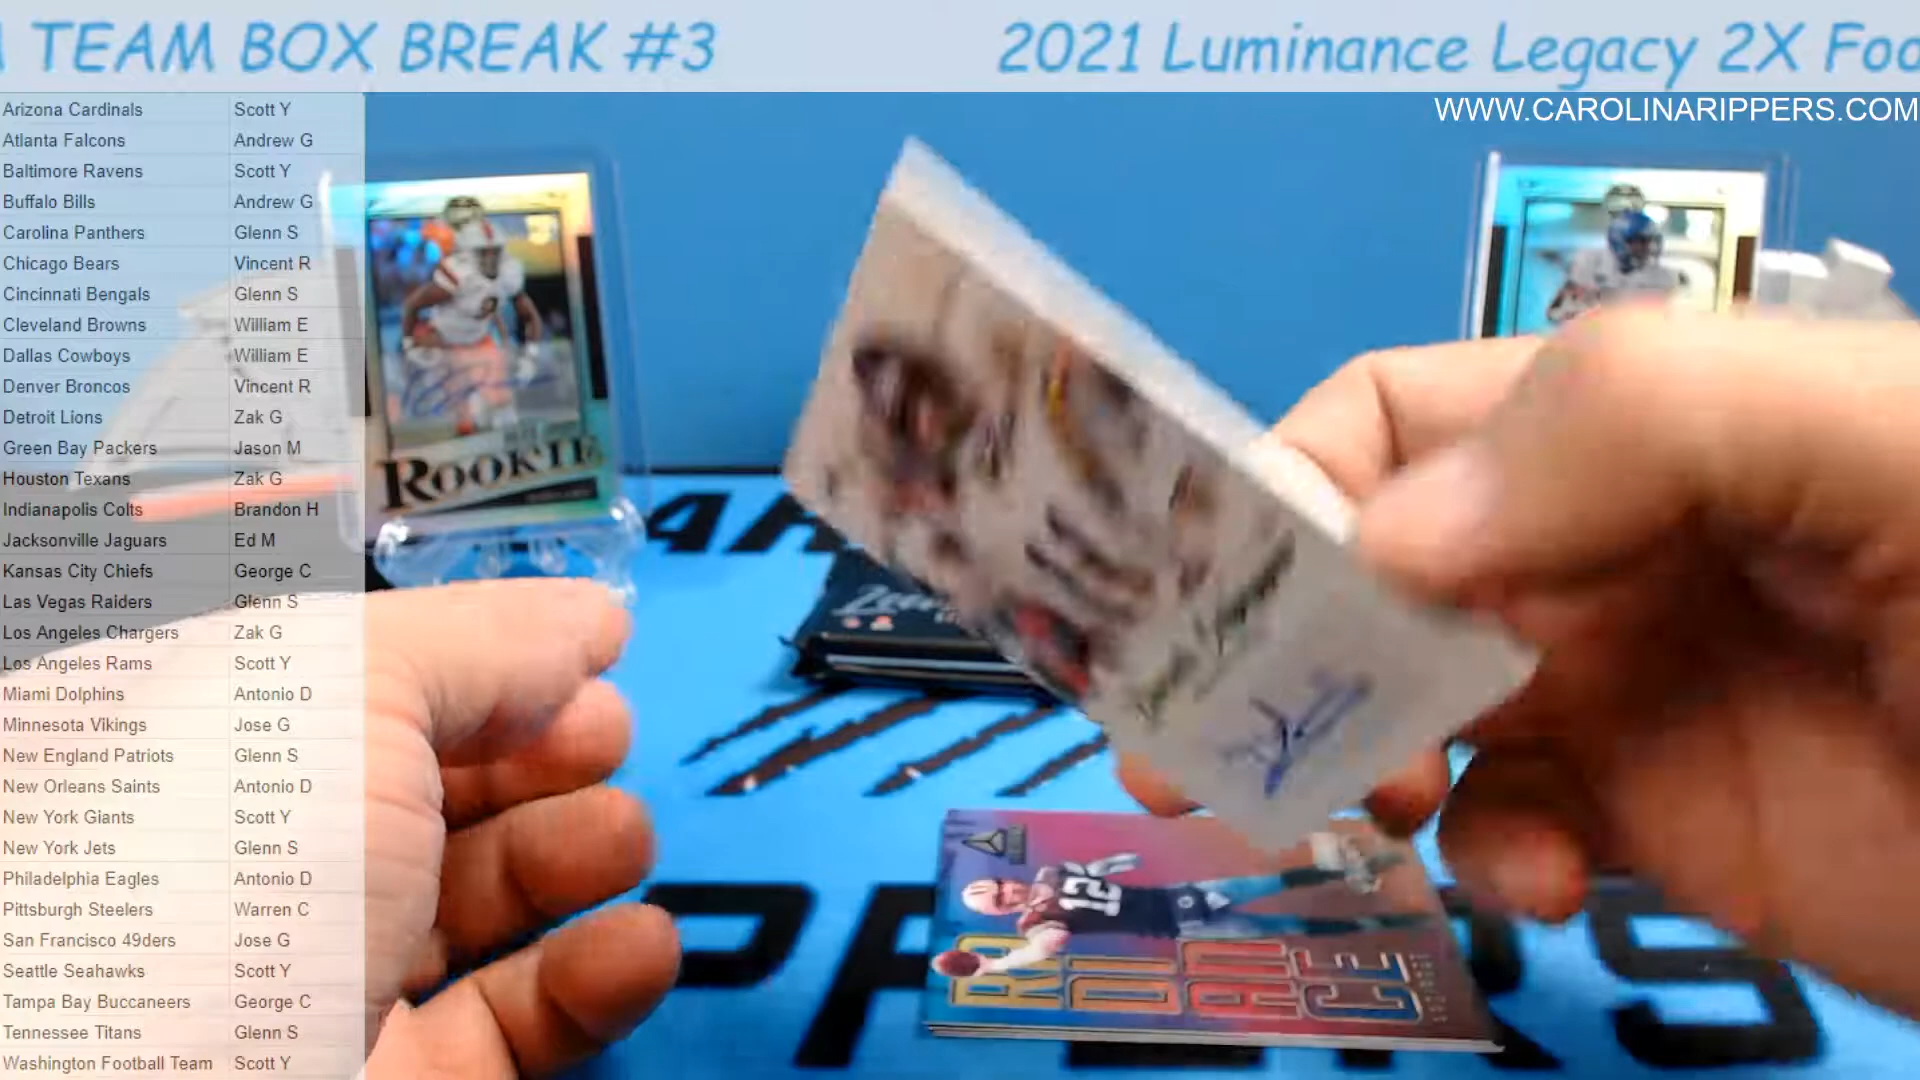 TEAM BOX BREAK #3 2021 Luminance Legacy 2X Foo
WWW.CAROLINARIPPERS.COM
Arizona Cardinals Scott Y
Atlanta Falcons Andrew G
Baltimore Ravens Scott Y
Buffalo Bills Andrew G
Carolina Panthers Glenn S
Chicago Bears Vincent R
Cincinnati Bengals Glenn S
Cleveland Browns William E
Dallas Cowboys William E
Denver Broncos Vincent R
Detroit Lions Zak G
Green Bay Packers Jason M
Houston Texans Zak G
Indianapolis Colts Brandon H
Jacksonville Jaguars Ed M
Kansas City Chiefs George C
Las Vegas Raiders Glenn S
Los Angeles Chargers Zak G
Los Angeles Rams Scott Y
Miami Dolphins Antonio D
Minnesota Vikings Jose G
New England Patriots Glenn S
New Orleans Saints Antonio D
New York Giants Scott Y
New York Jets Glenn S
Philadelphia Eagles Antonio D
Pittsburgh Steelers Warren C
San Francisco 49ders Jose G
Seattle Seahawks Scott Y
Tampa Bay Buccaneers George C
Tennessee Titans Glenn S
Washington Football Team Scott Y
ROOKIE
12
RA
DI
AN
CE